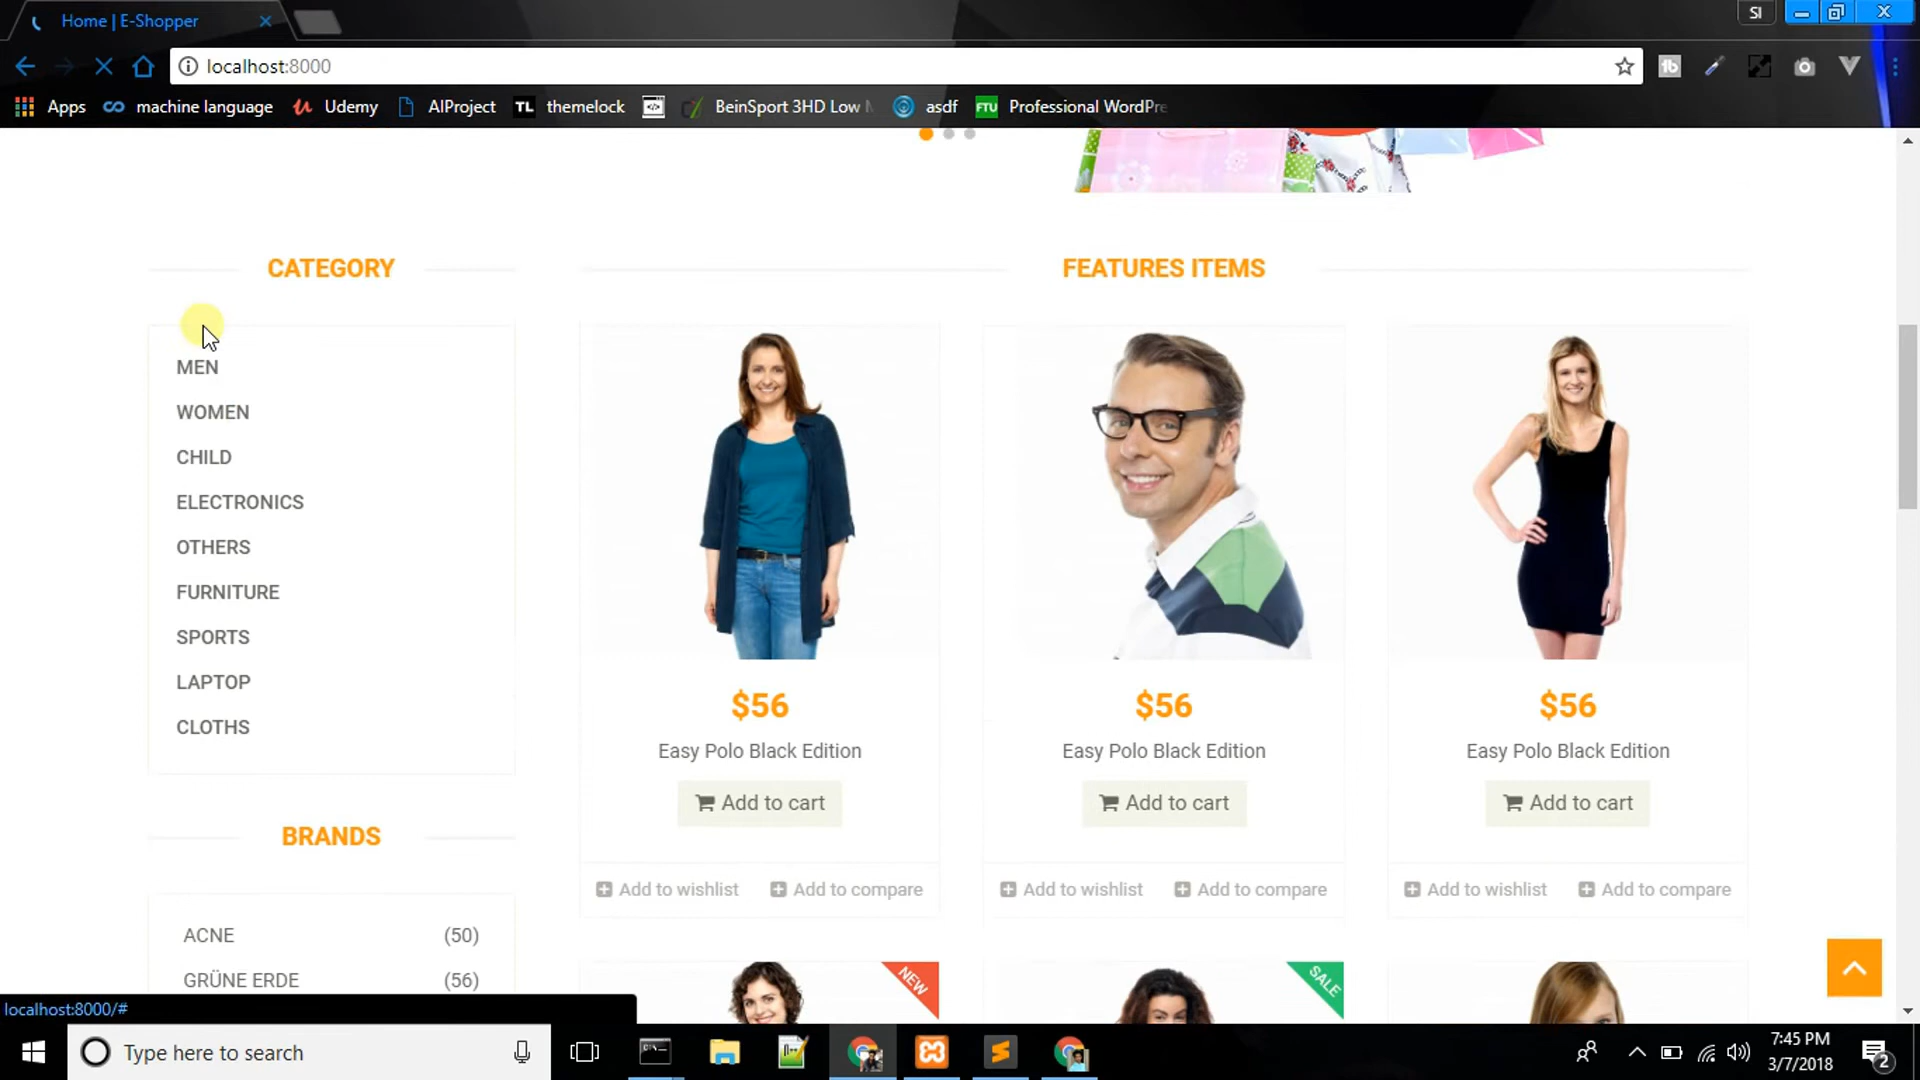 Home | E-Shopper
SI
localhost:8000
Apps machine language Udemy AIProject TL themelock BeinSport 3HD Low asdf FTU Professional WordPre
CATEGORY
FEATURES ITEMS
MEN
WOMEN
CHILD
ELECTRONICS
OTHERS
FURNITURE
SPORTS
LAPTOP
CLOTHS
$56 $56 $56
Easy Polo Black Edition Easy Polo Black Edition Easy Polo Black Edition
Add to cart Add to cart Add to cart
Add to wishlist Add to compare Add to wishlist Add to compare Add to wishlist Add to compare
BRANDS
ACNE (50)
GRÜNE ERDE (56)
NEW
SALE
localhost:8000/#
Type here to search
7:45 PM
3/7/2018
2